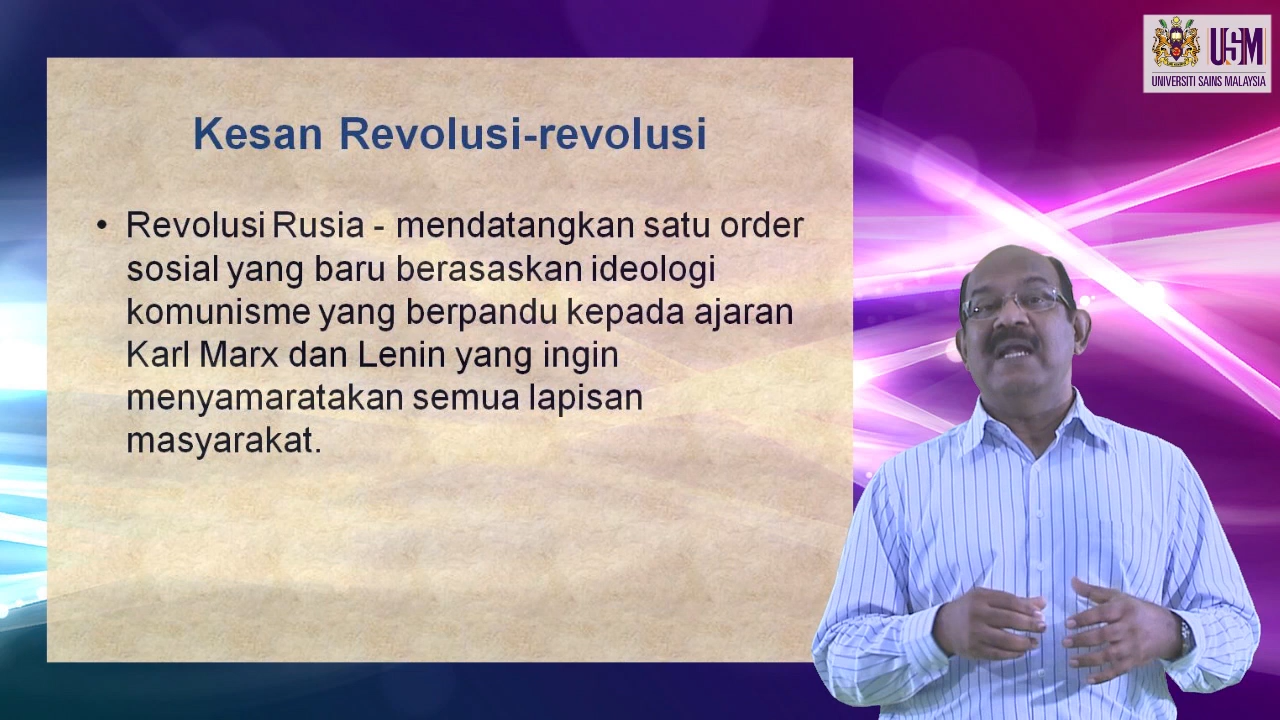 USM
UNIVERSITI SAINS MALAYSIA
Kesan Revolusi-revolusi
• Revolusi Rusia - mendatangkan satu order
sosial yang baru berasaskan ideologi
komunisme yang berpandu kepada ajaran
Karl Marx dan Lenin yang ingin
menyamaratakan semua lapisan
masyarakat.